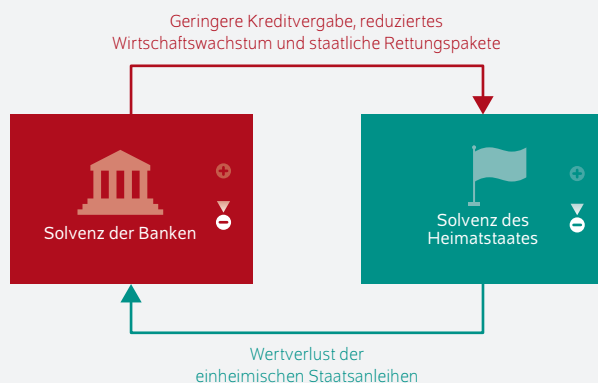 Geringere Kreditvergabe, reduziertes
Wirtschaftswachstum und staatliche Rettungspakete
Solvenz der Banken
Solvenz des
Heimatstaates
Wertverlust der
einheimischen Staatsanleihen